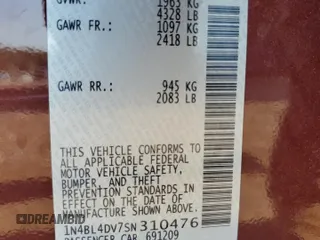 GVWR: 1963 KG
4328 LB
GAWR FR.: 1097 KG
2418 LB
GAWR RR.: 945 KG
2083 LB
THIS VEHICLE CONFORMS TO
ALL APPLICABLE FEDERAL
MOTOR VEHICLE SAFETY,
BUMPER, AND THEFT
PREVENTION STANDARDS IN
EFFECT ON THE DATE OF
MANUFACTURE SHOWN ABOVE.
1N4BL4DV7SN310476
PASSENGER CAR 691209